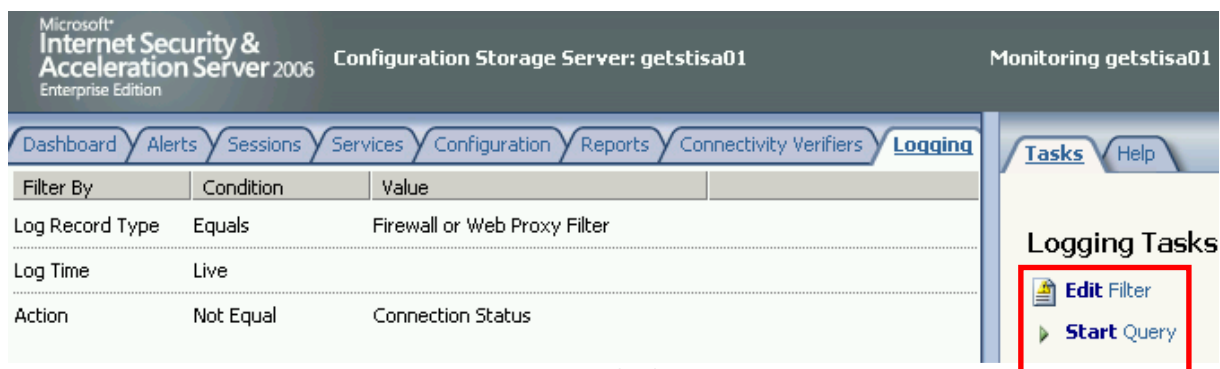 Microsoft
Internet Security &
Acceleration Server 2006
Enterprise Edition
Configuration Storage Server: getstisa01
Monitoring getstisa01
Dashboard Alerts Sessions Services Configuration Reports Connectivity Verifiers Logging
Tasks Help
Filter By Condition Value
Log Record Type Equals Firewall or Web Proxy Filter
Log Time Live
Action Not Equal Connection Status
Logging Tasks
Edit Filter
Start Query